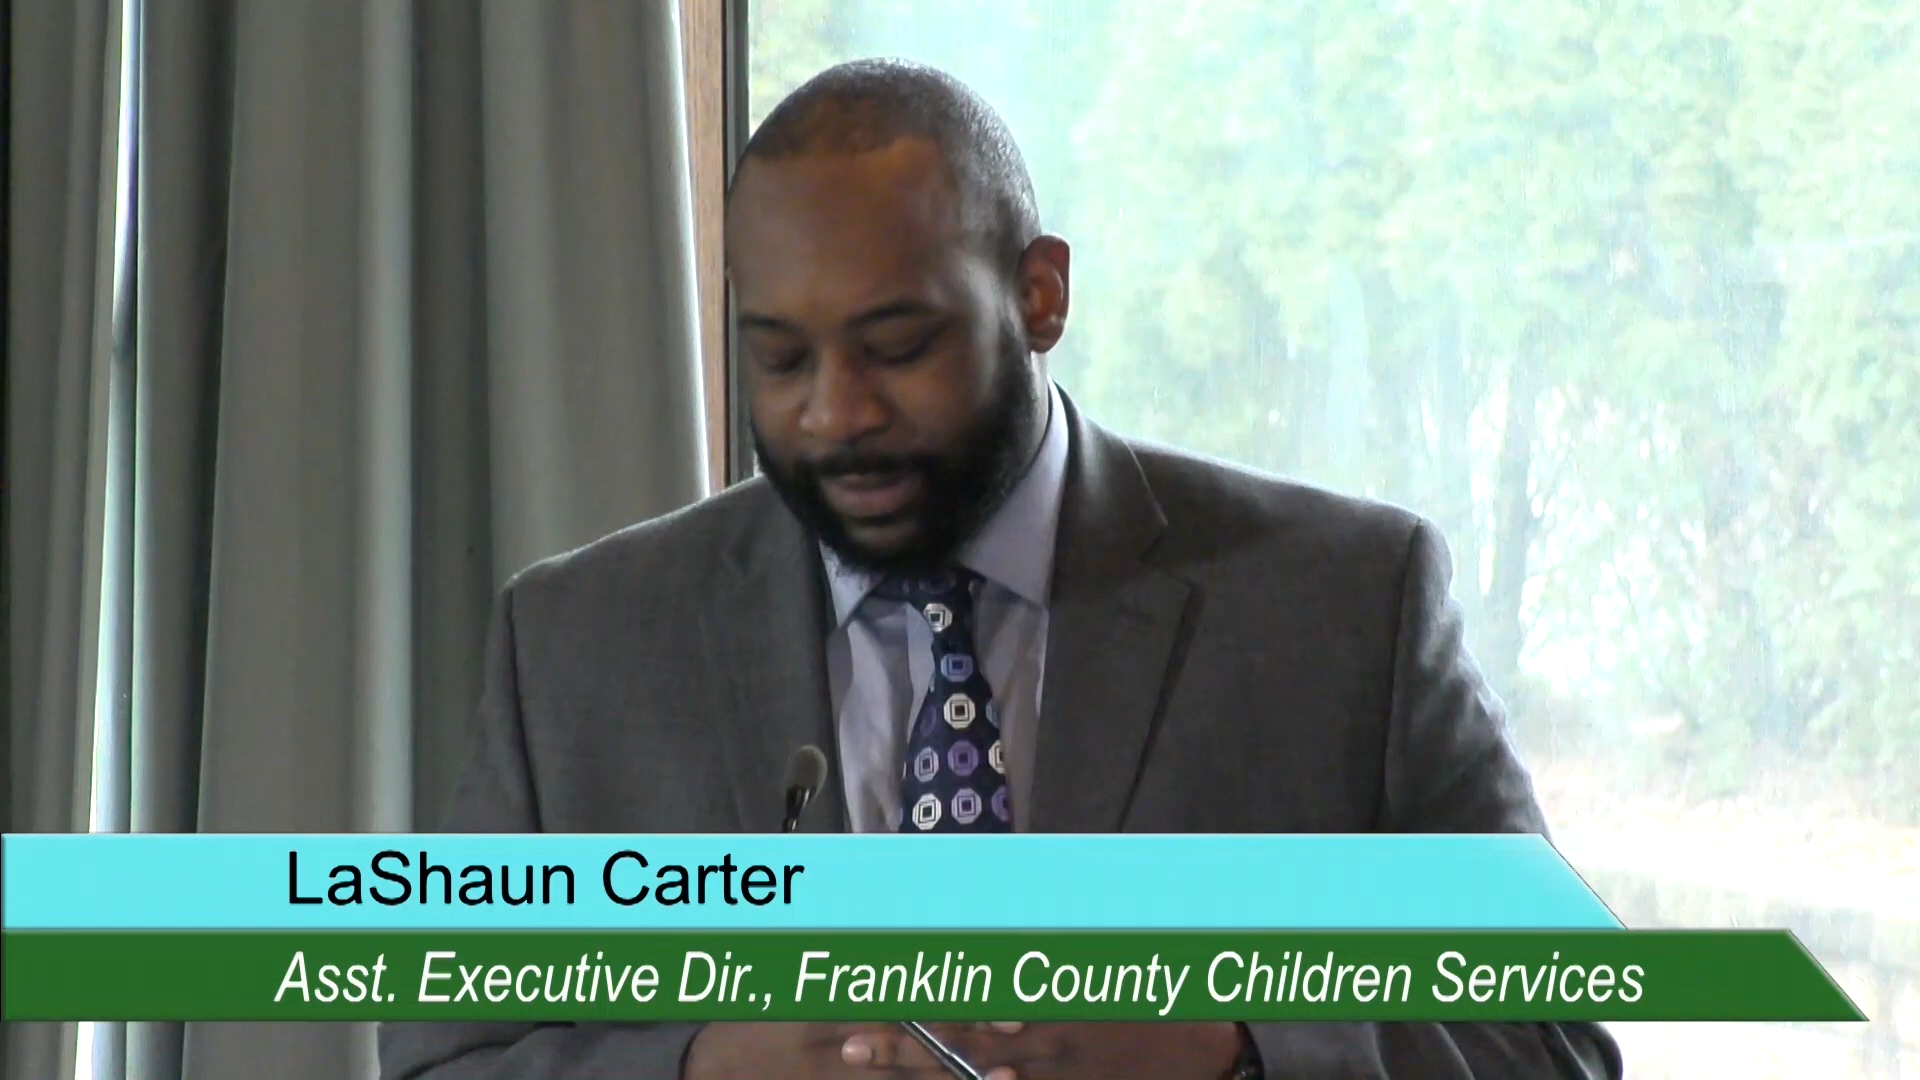 LaShaun Carter
Asst. Executive Dir., Franklin County Children Services